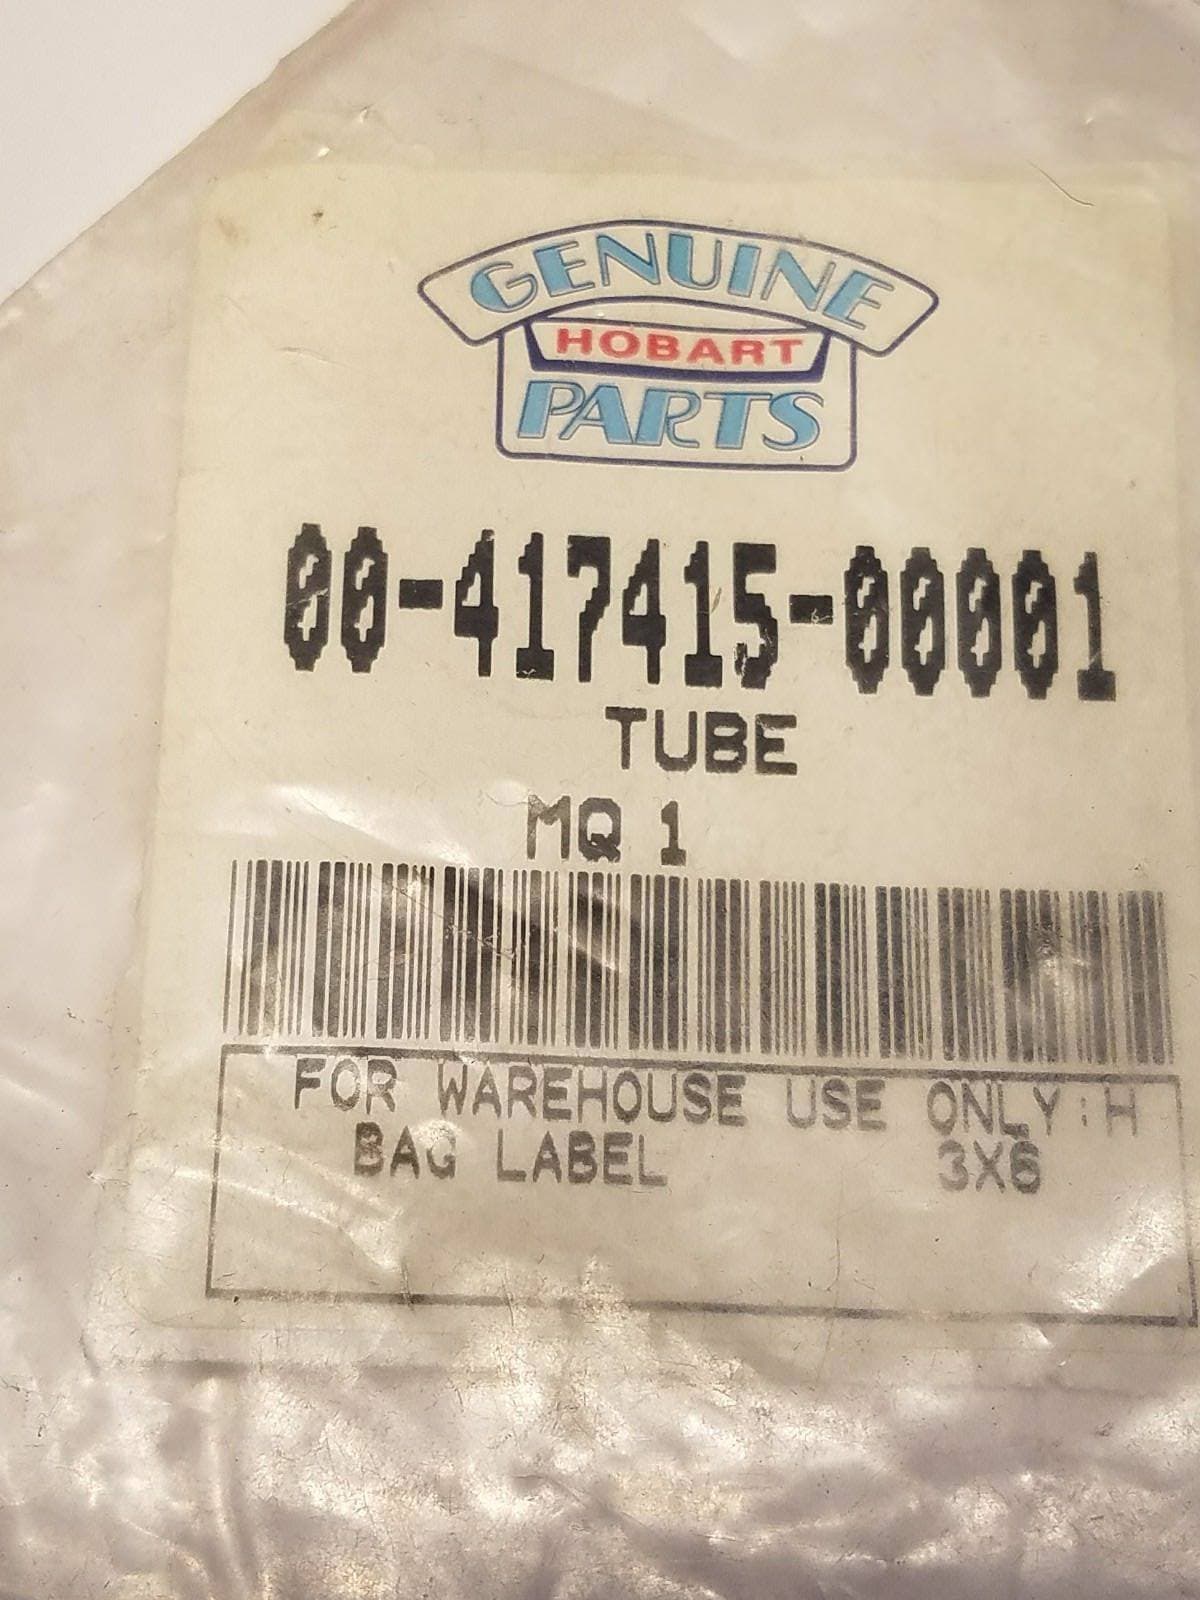 GENUINE
HOBART
PARTS
00-417415-00001
TUBE
MQ 1
FOR WAREHOUSE USE ONLY:H
BAG LABEL 3X6